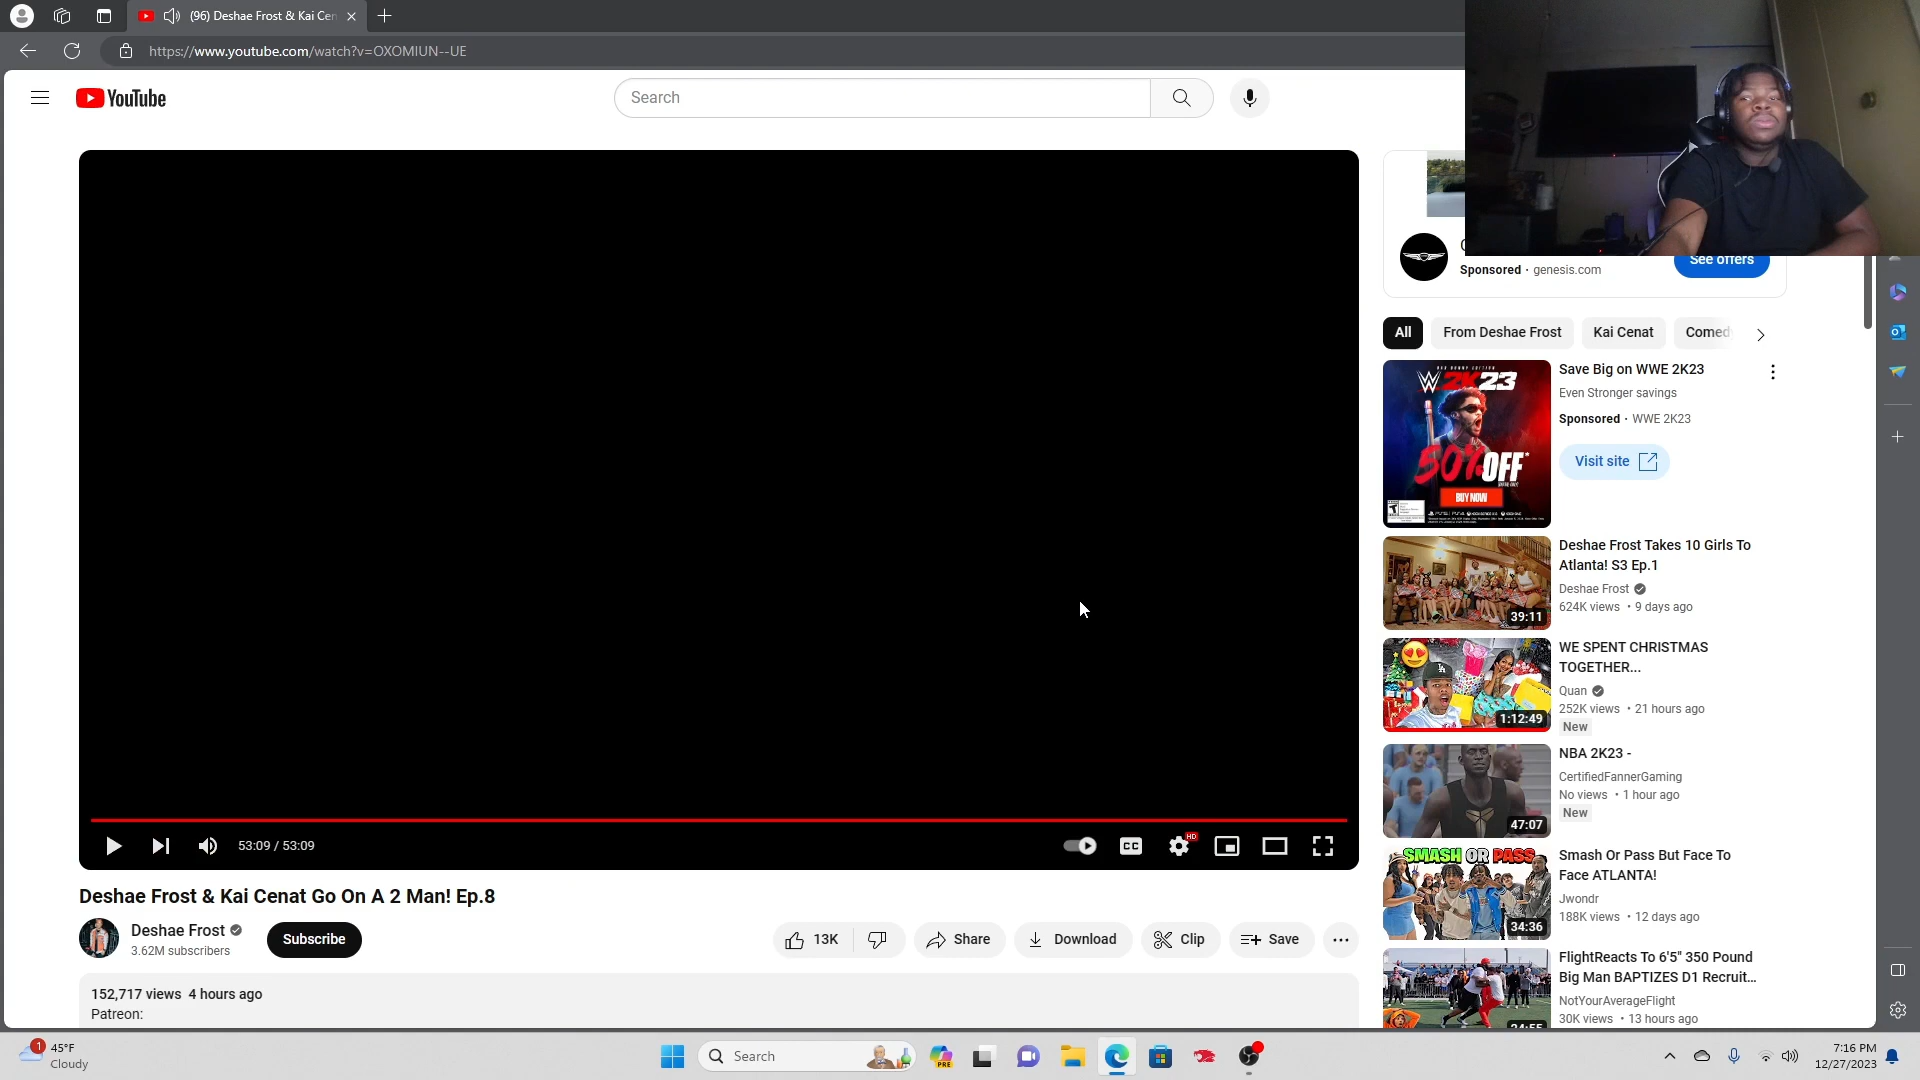 (96) Deshae Frost & Kai Cen
https://www.youtube.com/watch?v=OXOMIUN--UE
YouTube
Search
Sponsored · genesis.com
See offers
All
From Deshae Frost
Kai Cenat
Comed
W 2K23
50% OFF*
BUY NOW
Save Big on WWE 2K23
Even Stronger savings
Sponsored · WWE 2K23
Visit site
39:11
Deshae Frost Takes 10 Girls To
Atlanta! S3 Ep.1
Deshae Frost
624K views • 9 days ago
1:12:49
WE SPENT CHRISTMAS
TOGETHER...
Quan
252K views • 21 hours ago
New
47:07
NBA 2K23 -
CertifiedFannerGaming
No views • 1 hour ago
New
SMASH OR PASS
34:36
Smash Or Pass But Face To
Face ATLANTA!
Jwondr
188K views • 12 days ago
FlightReacts To 6'5" 350 Pound
Big Man BAPTIZES D1 Recruit...
NotYourAverageFlight
30K views • 13 hours ago
53:09 / 53:09
CC
HD
Deshae Frost & Kai Cenat Go On A 2 Man! Ep.8
Deshae Frost
3.62M subscribers
Subscribe
13K
Share
Download
Clip
Save
152,717 views 4 hours ago
Patreon:
1
45°F
Cloudy
Search
PRE
7:16 PM
12/27/2023